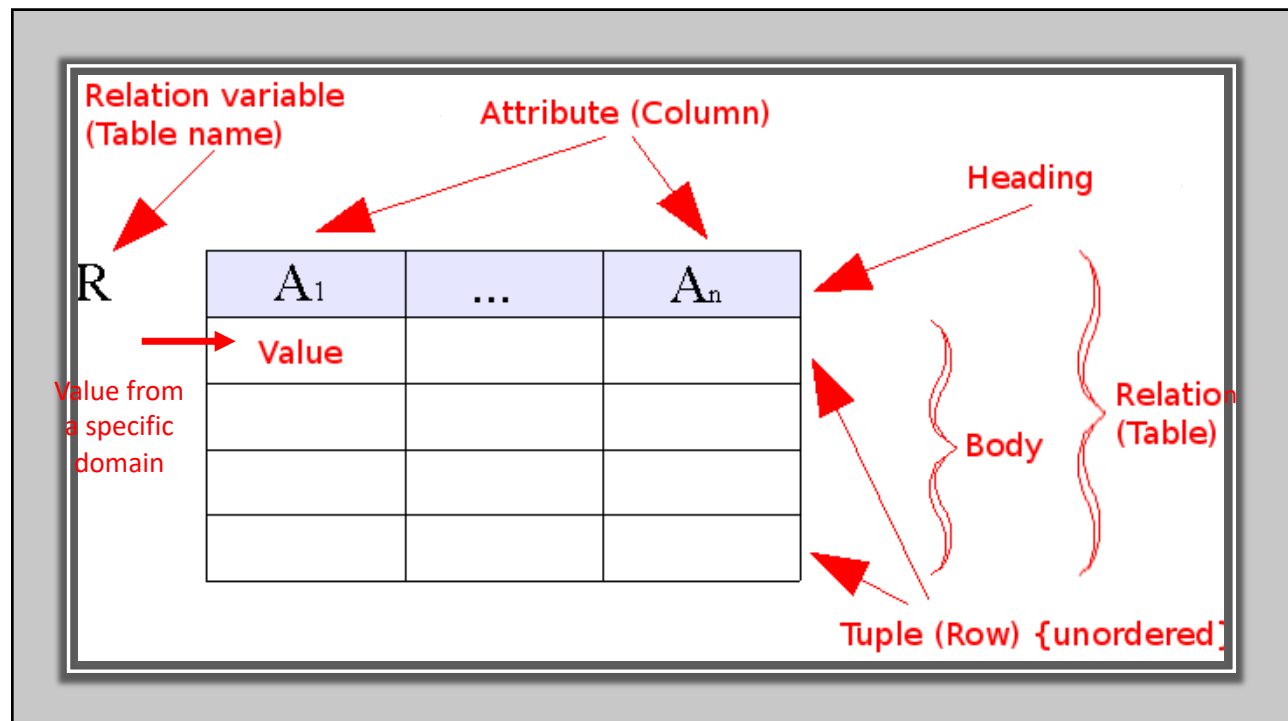 Relation variable
(Table name)
Attribute (Column)
Heading
R
A1
...
An
Value
Value from
a specific
domain
Body
Relation
(Table)
Tuple (Row) {unordered}